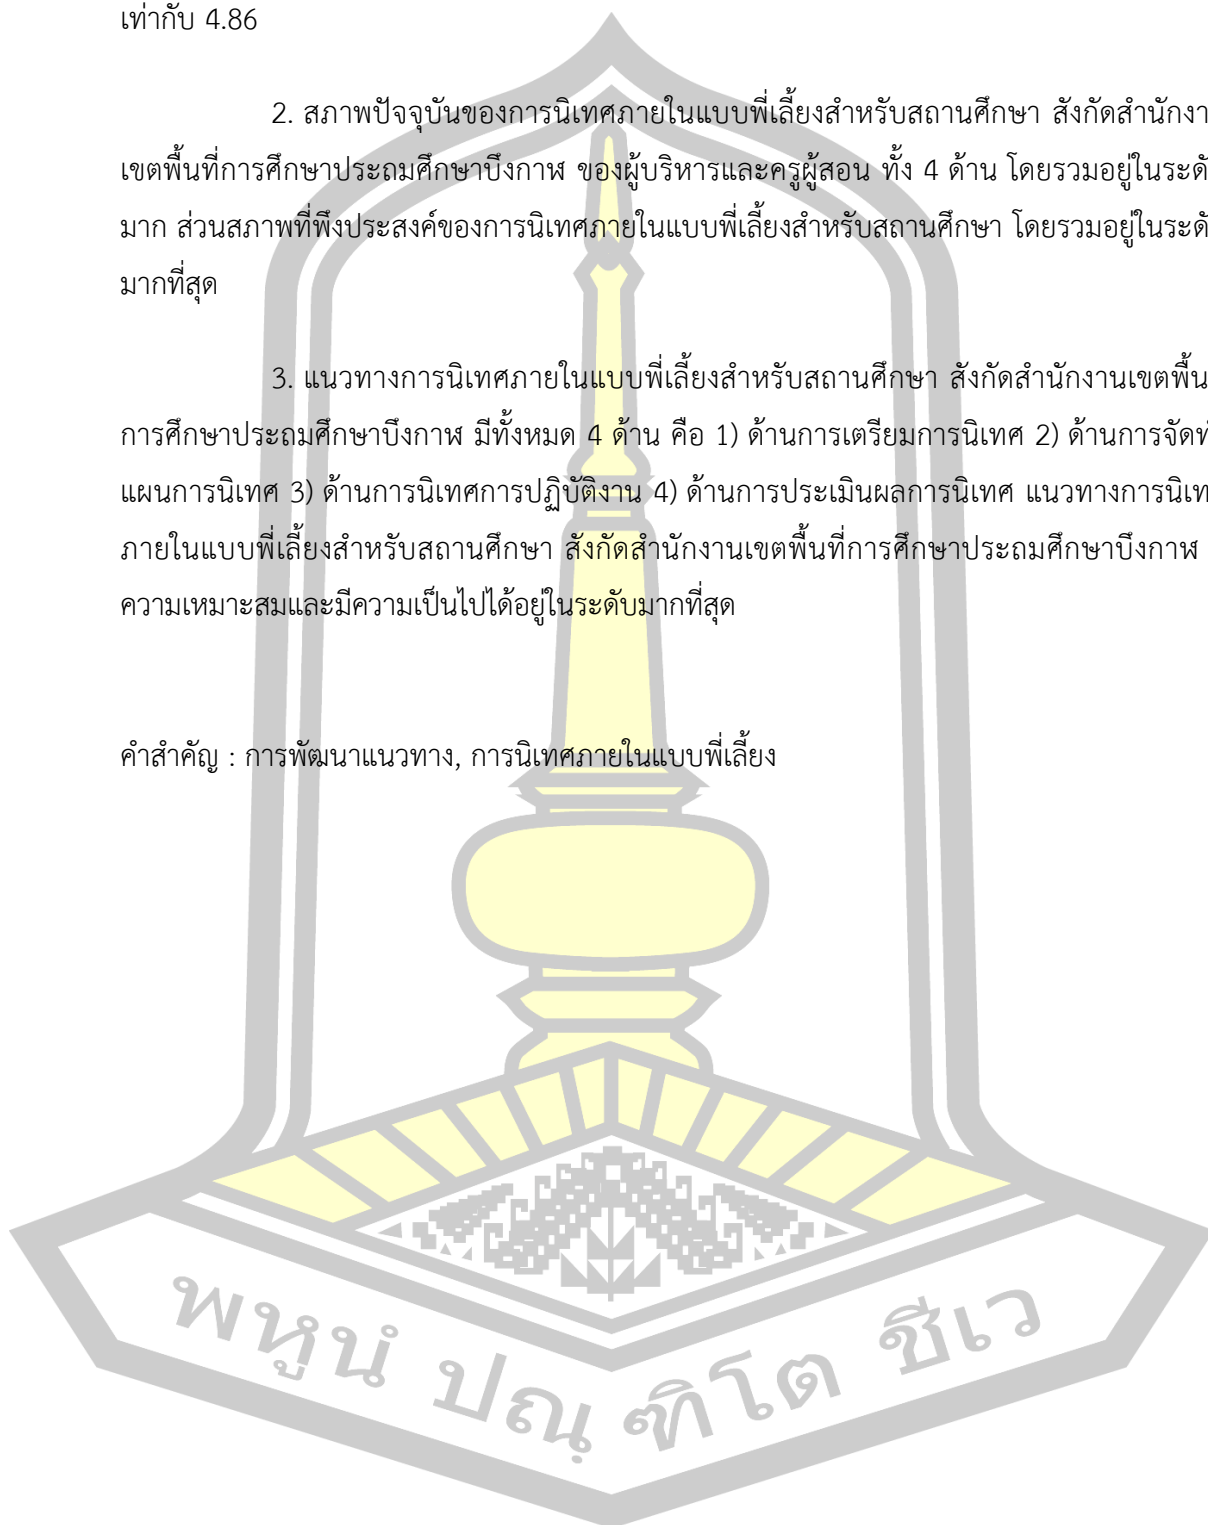 เท่ากับ 4.86
2. สภาพปัจจุบันของการนิเทศภายในแบบพี่เลี้ยงสำหรับสถานศึกษา สังกัดสำนักงา
เขตพื้นที่การศึกษาประถมศึกษาบึงกาฬ ของผู้บริหารและครูผู้สอน ทั้ง 4 ด้าน โดยรวมอยู่ในระดั
มาก ส่วนสภาพที่พึงประสงค์ของการนิเทศภายในแบบพี่เลี้ยงสำหรับสถานศึกษา โดยรวมอยู่ในระดั
มากที่สุด
3. แนวทางการนิเทศภายในแบบพี่เลี้ยงสำหรับสถานศึกษา สังกัดสำนักงานเขตพื้น
การศึกษาประถมศึกษาบึงกาฬ มีทั้งหมด 4 ด้าน คือ 1) ด้านการเตรียมการนิเทศ 2) ด้านการจัดทํ
แผนการนิเทศ 3) ด้านการนิเทศการปฏิบัติงาน 4) ด้านการประเมินผลการนิเทศ แนวทางการนิเท
ภายในแบบพี่เลี้ยงสำหรับสถานศึกษา สังกัดสำนักงานเขตพื้นที่การศึกษาประถมศึกษาบึงกาฬ
ความเหมาะสมและมีความเป็นไปได้อยู่ในระดับมากที่สุด
คำสำคัญ : การพัฒนาแนวทาง, การนิเทศภายในแบบพี่เลี้ยง
พหูนํ ปณฺ ฑิโต ชีเว